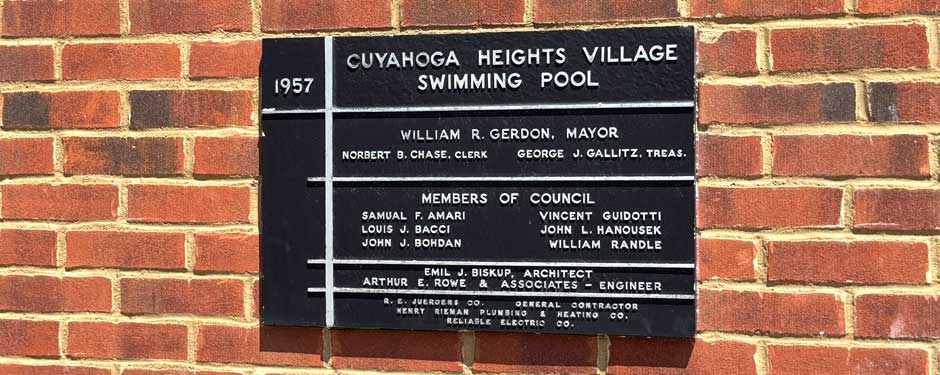 1957
CUYAHOGA HEIGHTS VILLAGE
SWIMMING POOL
WILLIAM R. GERDON, MAYOR
NORBERT B. CHASE, CLERK GEORGE J. GALLITZ, TREAS.
MEMBERS OF COUNCIL
SAMUAL F. AMARI VINCENT GUIDOTTI
LOUIS J. BACCI JOHN L. HANOUSEK
JOHN J. BOHDAN WILLIAM RANDLE
EMIL J. BISKUP, ARCHITECT
ARTHUR E. ROWE & ASSOCIATES – ENGINEER
R. E. JUERGENS CO. GENERAL CONTRACTOR
HENRY RIEMAN PLUMBING & HEATING CO.
RELIABLE ELECTRIC CO.